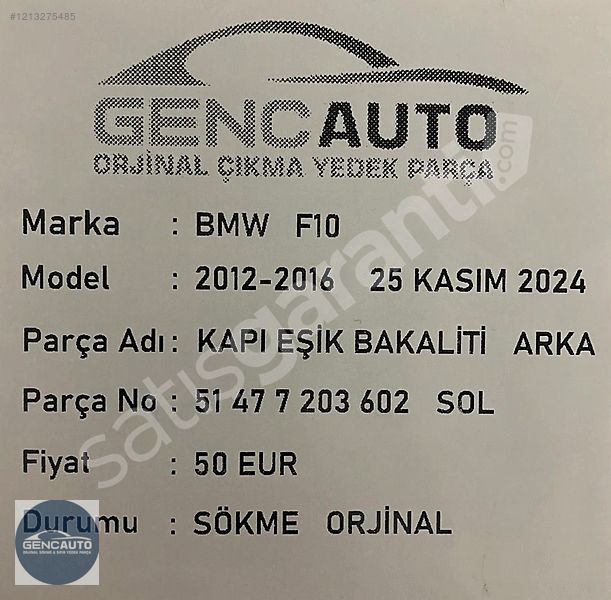 #1213275485
GENCAUTO
ORJİNAL ÇIKMA YEDEK PARÇA
Marka : BMW F10
Model : 2012-2016 25 KASIM 2024
Parça Adı : KAPI EŞİK BAKALİTİ ARKA
Parça No : 51 47 7 203 602 SOL
Fiyat : 50 EUR
Durumu : SÖKME ORJİNAL
satışgaranti.com
GENCAUTO